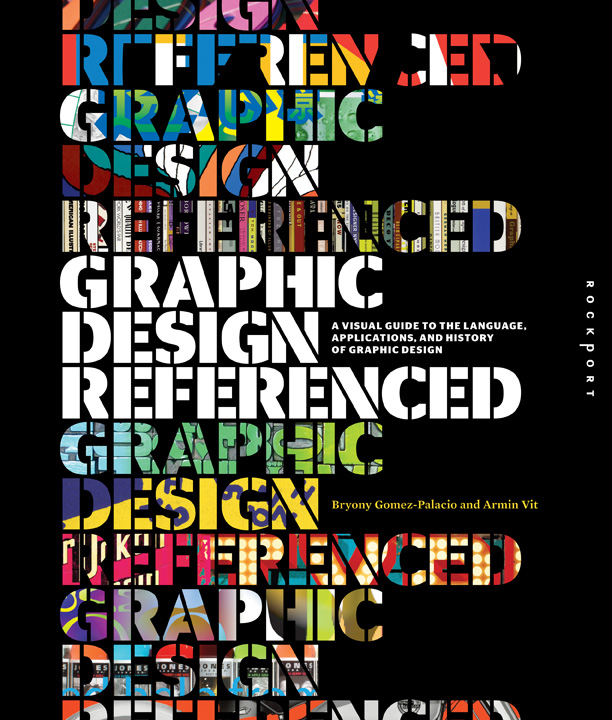 DESIGN
REFERENCED
GRAPHIC
DESIGN
REFERENCED
GRAPHIC
DESIGN
REFERENCED
A VISUAL GUIDE TO THE LANGUAGE,
APPLICATIONS, AND HISTORY
OF GRAPHIC DESIGN
ROCKPORT
GRAPHIC
DESIGN
Bryony Gomez-Palacio and Armin Vit
REFERENCED
GRAPHIC
DESIGN
REFERENCED